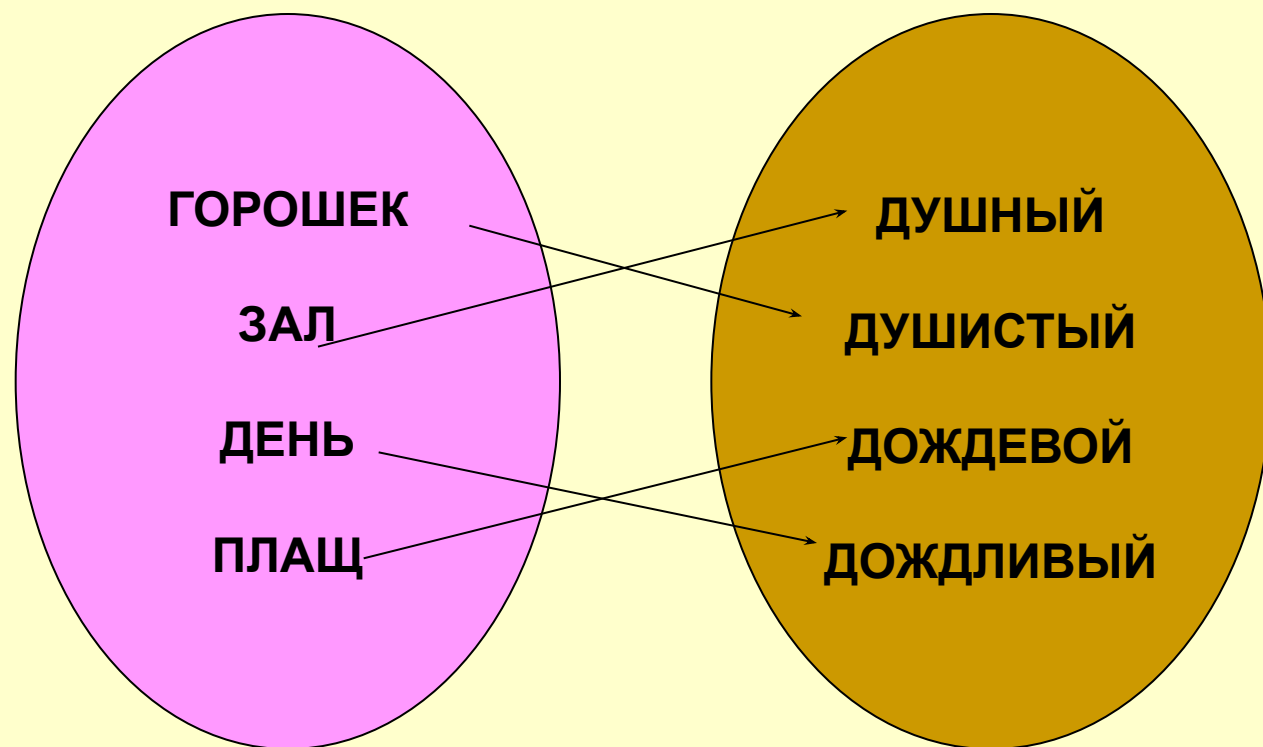 ГОРОШЕК
ЗАЛ
ДЕНЬ
ПЛАЩ
ДУШНЫЙ
ДУШИСТЫЙ
ДОЖДЕВОЙ
ДОЖДЛИВЫЙ